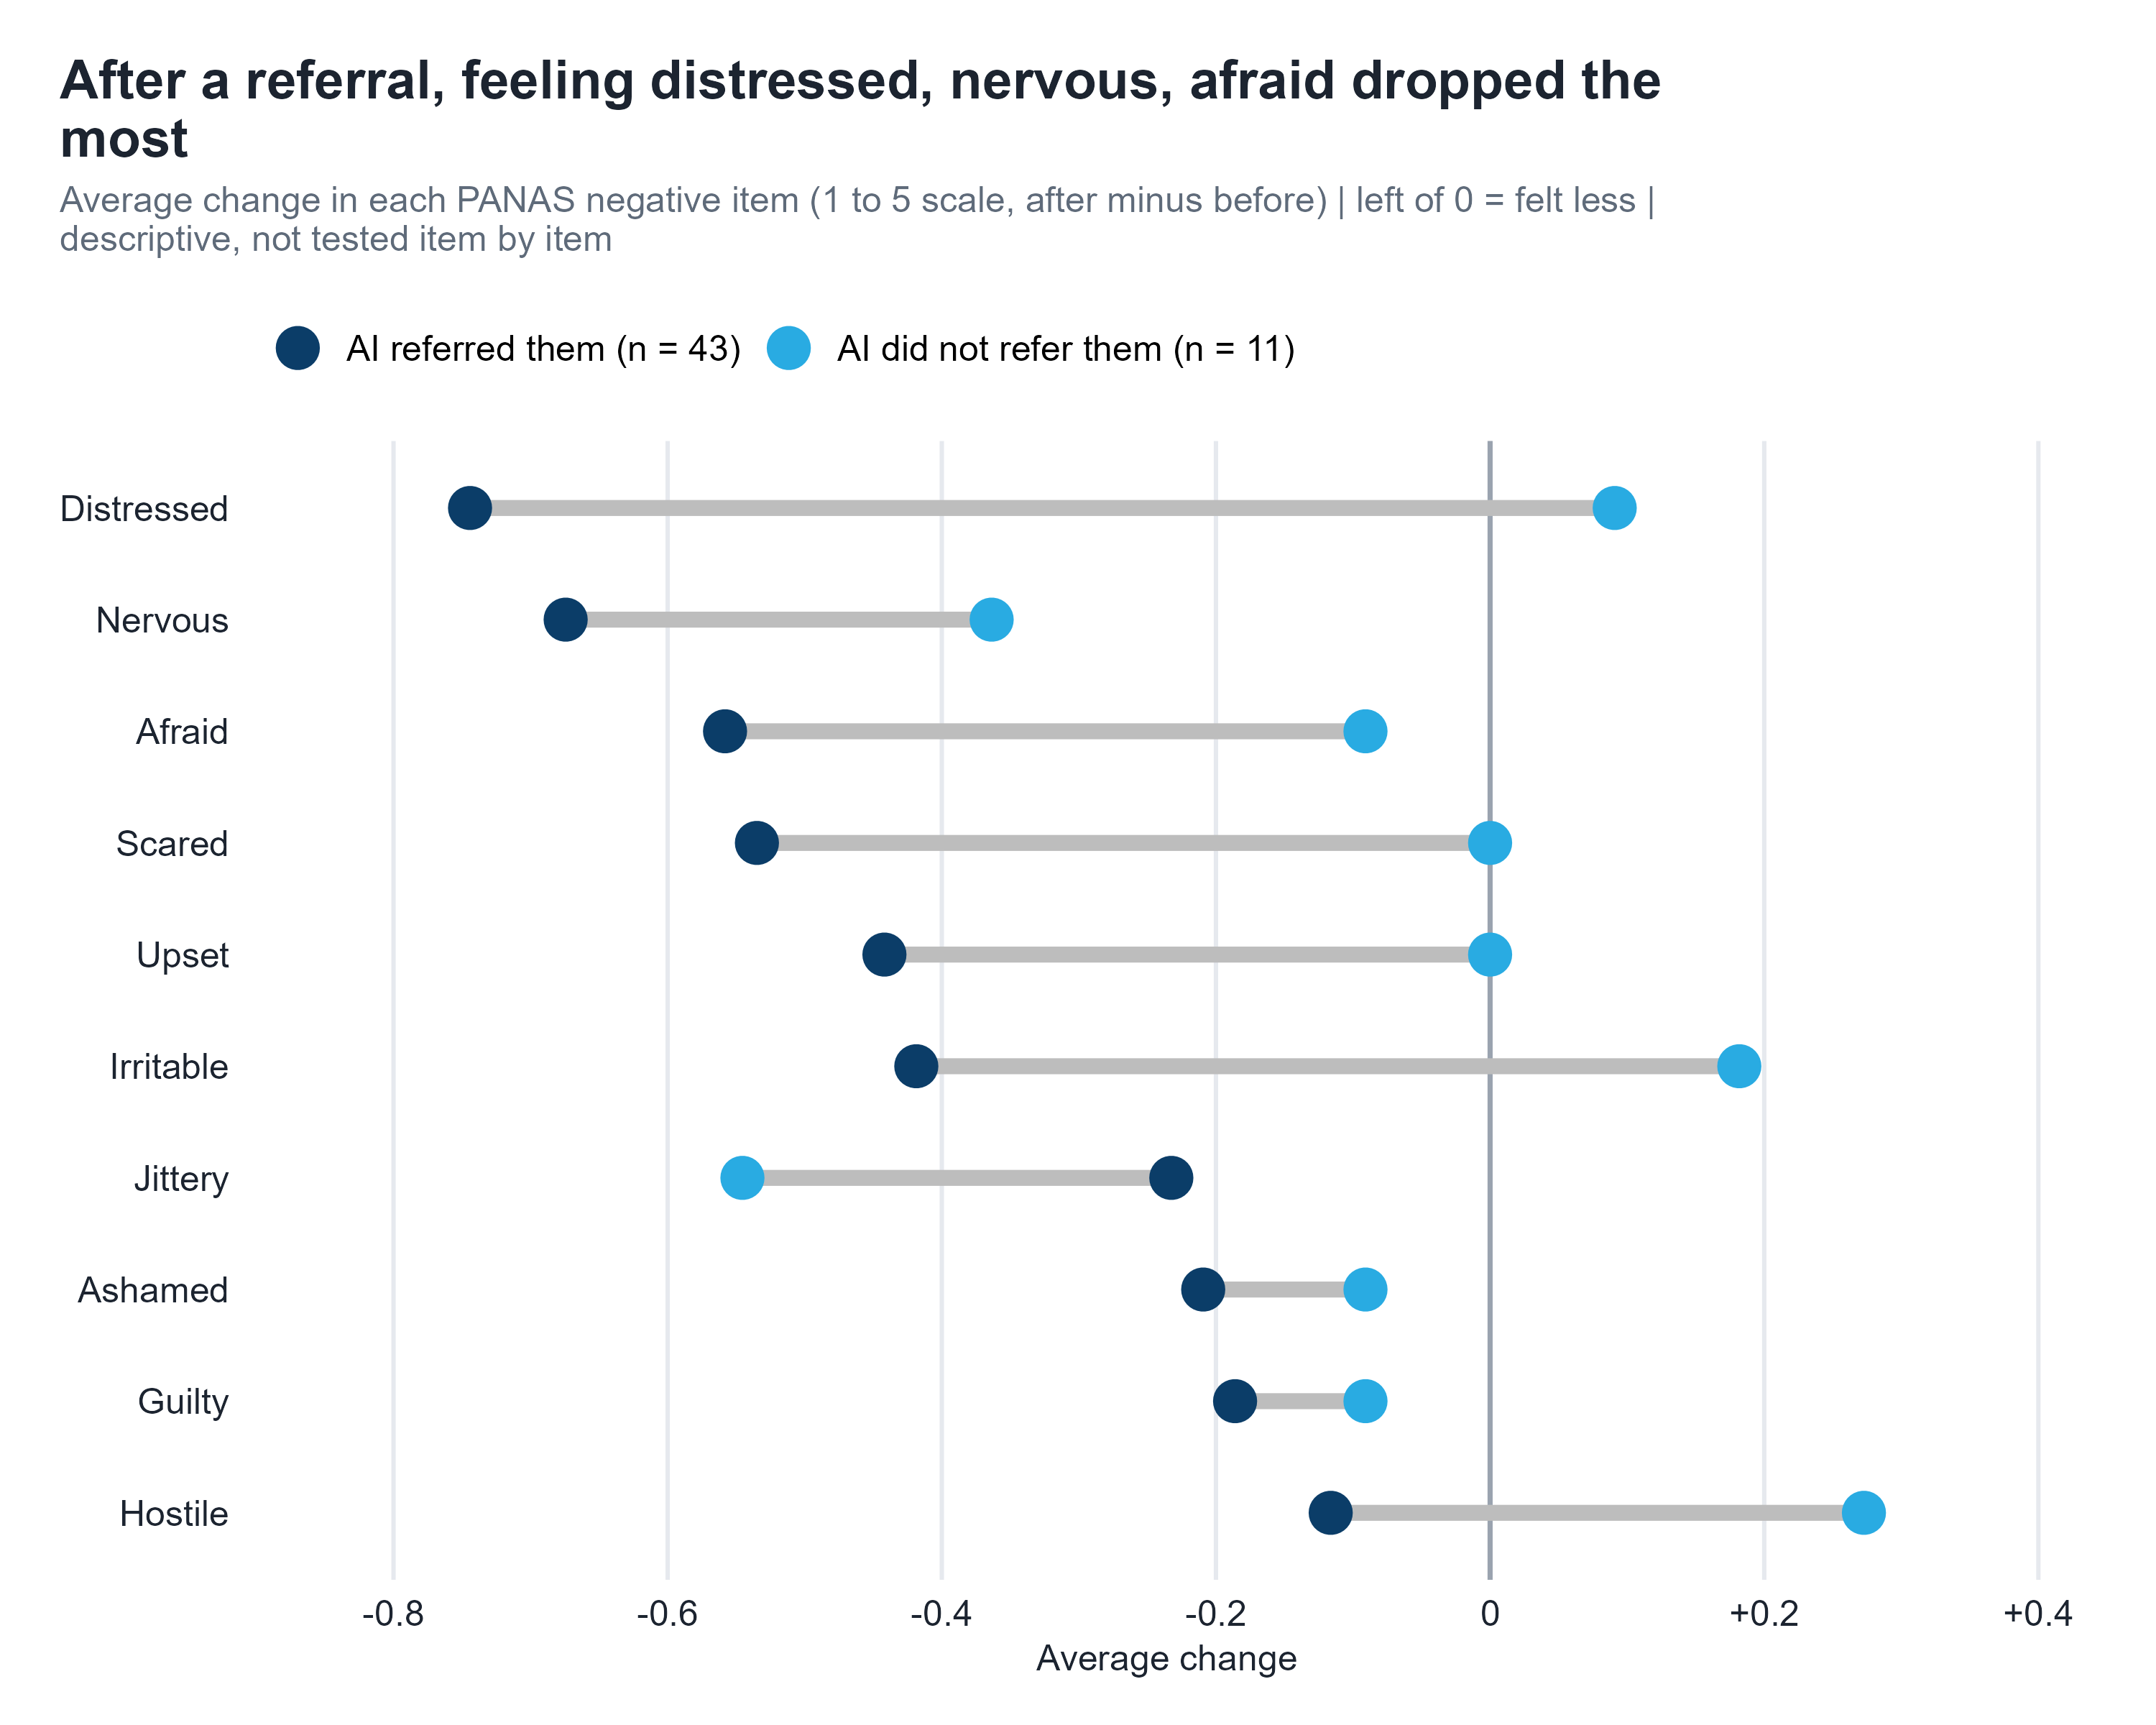 After a referral, feeling distressed, nervous, afraid dropped the
most
Average change in each PANAS negative item (1 to 5 scale, after minus before) | left of 0 = felt less |
descriptive, not tested item by item
AI referred them (n = 43)
AI did not refer them (n = 11)
Distressed
Nervous
Afraid
Scared
Upset
Irritable
Jittery
Ashamed
Guilty
Hostile
-0.8
-0.6
-0.4
-0.2
0
+0.2
+0.4
Average change